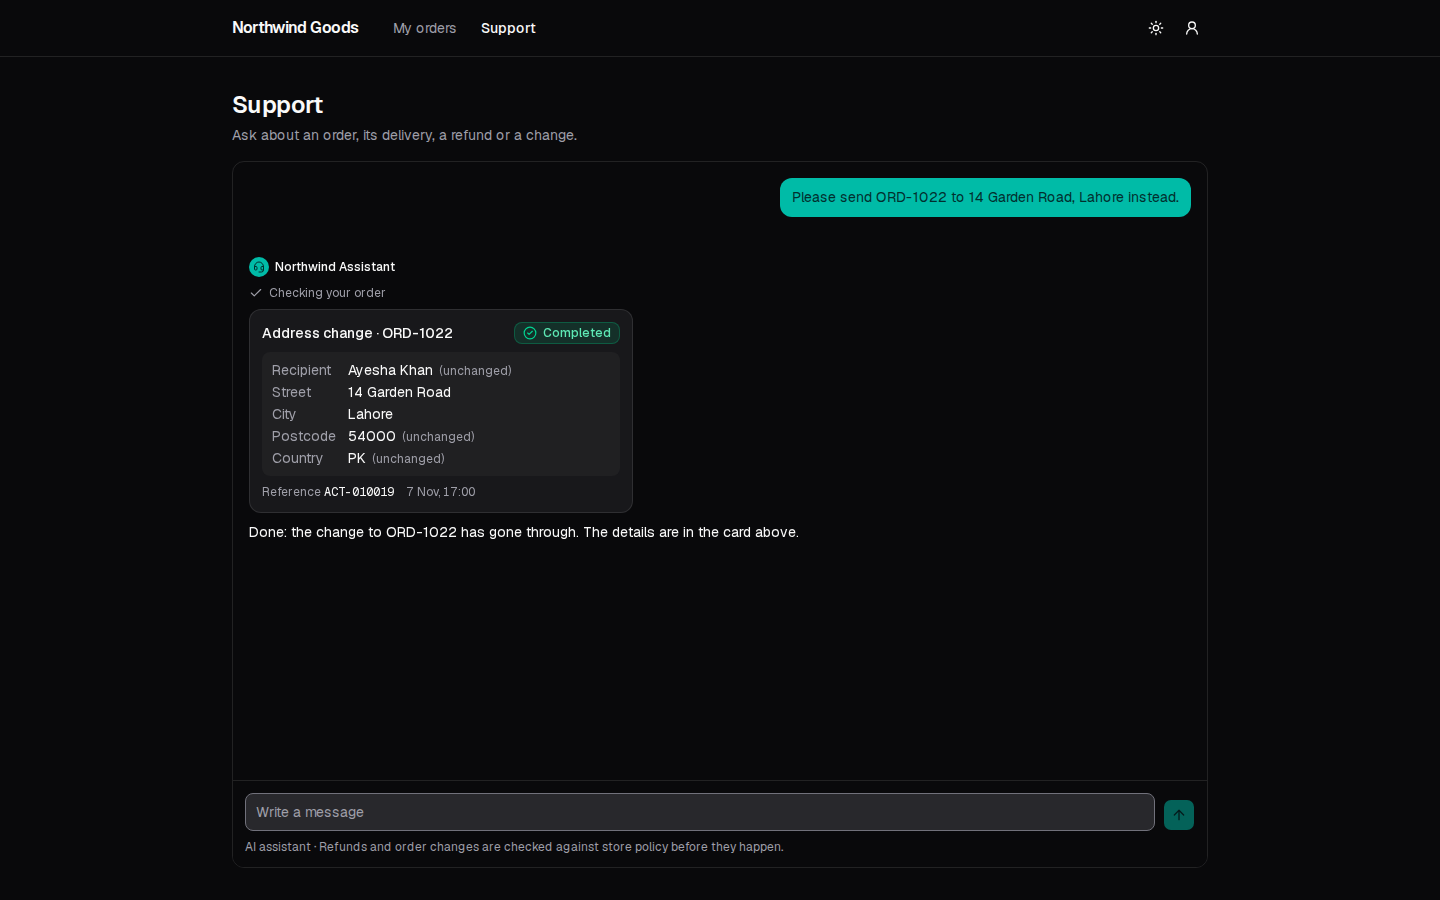 Northwind Goods My orders Support
Support
Ask about an order, its delivery, a refund or a change.
Please send ORD-1022 to 14 Garden Road, Lahore instead.
Northwind Assistant
Checking your order
Address change · ORD-1022 Completed
Recipient Ayesha Khan (unchanged)
Street 14 Garden Road
City Lahore
Postcode 54000 (unchanged)
Country PK (unchanged)
Reference ACT-010019 7 Nov, 17:00
Done: the change to ORD-1022 has gone through. The details are in the card above.
Write a message
AI assistant · Refunds and order changes are checked against store policy before they happen.